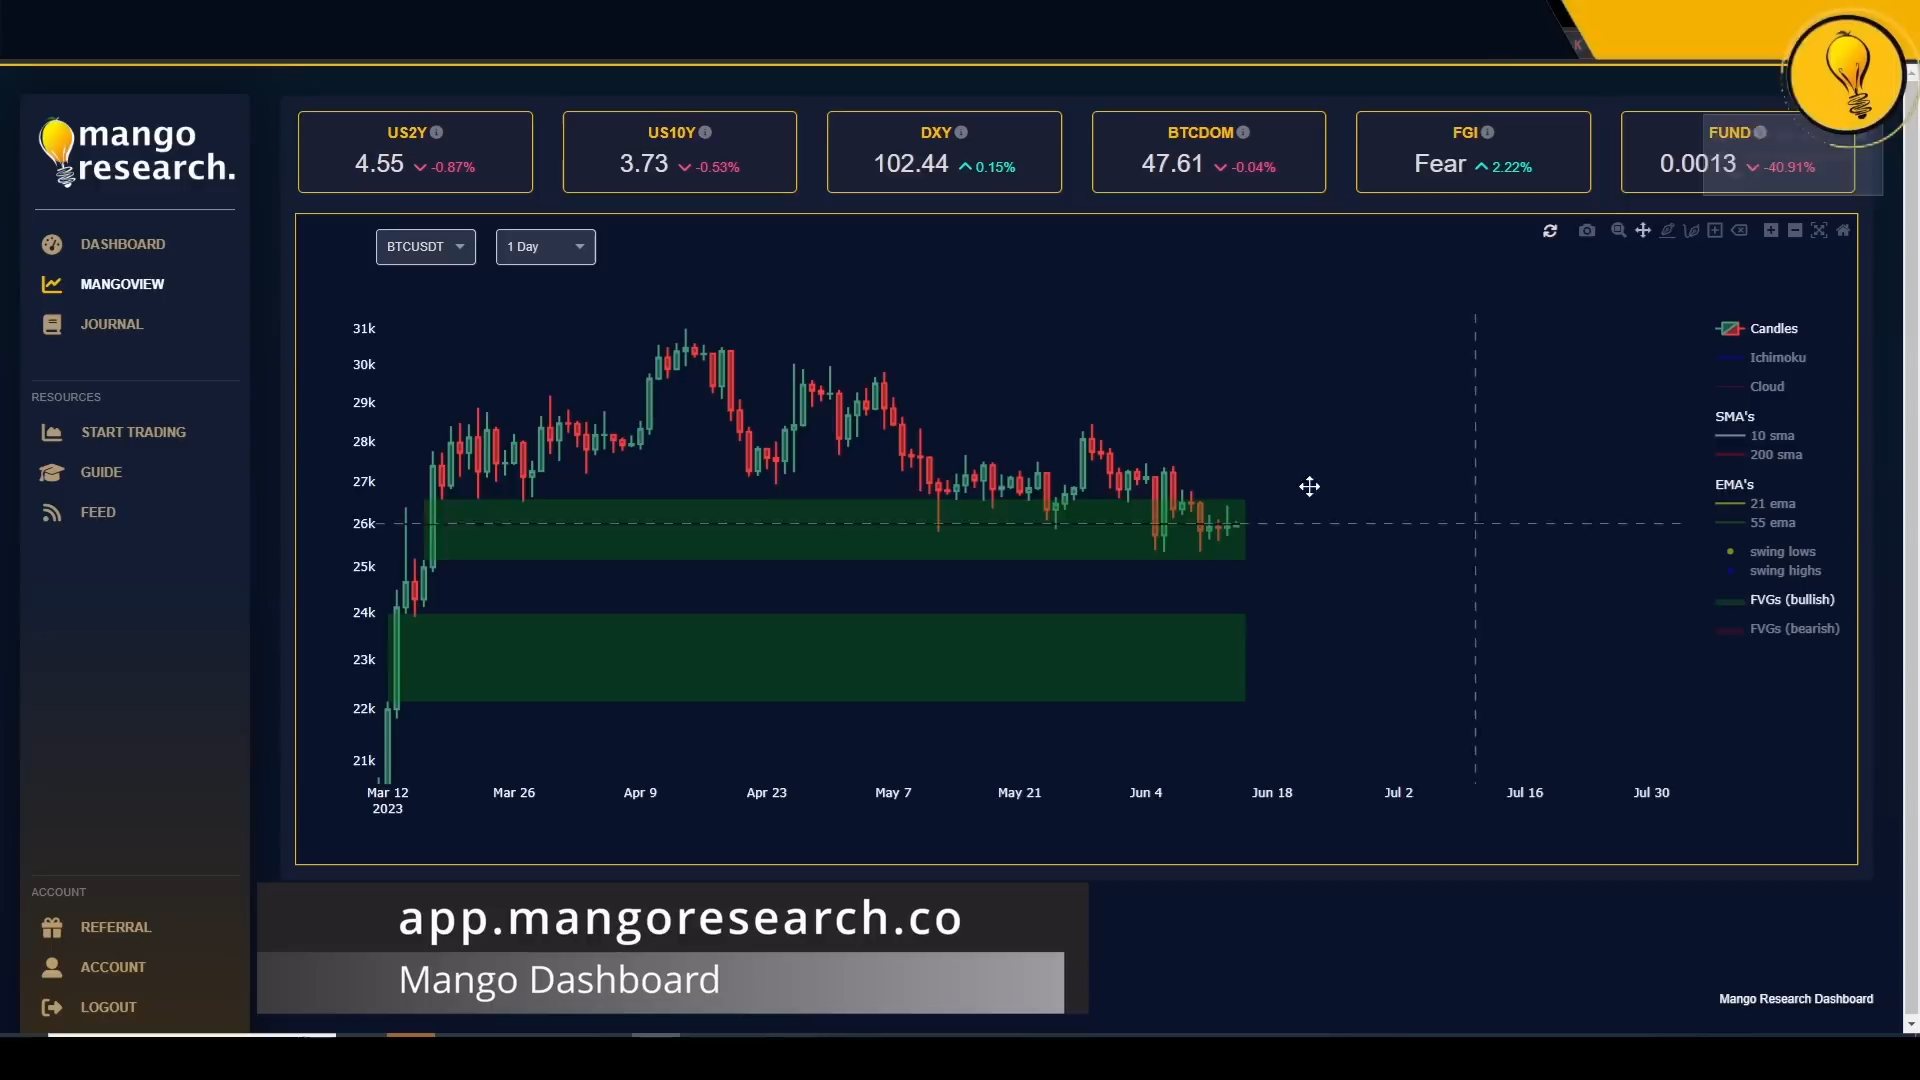 mango
research.
DASHBOARD
MANGOVIEW
JOURNAL
RESOURCES
START TRADING
GUIDE
FEED
ACCOUNT
REFERRAL
ACCOUNT
LOGOUT
US2Y
4.55 -0.87%
US10Y
3.73 -0.53%
DXY
102.44 0.15%
BTCDOM
47.61 -0.04%
FGI
Fear 2.22%
FUND
0.0013 -40.91%
K
BTCUSDT
1 Day
31k
30k
29k
28k
27k
26k
25k
24k
23k
22k
21k
Mar 12
2023
Mar 26
Apr 9
Apr 23
May 7
May 21
Jun 4
Jun 18
Jul 2
Jul 16
Jul 30
Candles
Ichimoku
Cloud
SMA's
10 sma
200 sma
EMA's
21 ema
55 ema
swing lows
swing highs
FVGs (bullish)
FVGs (bearish)
app.mangoresearch.co
Mango Dashboard
Mango Research Dashboard